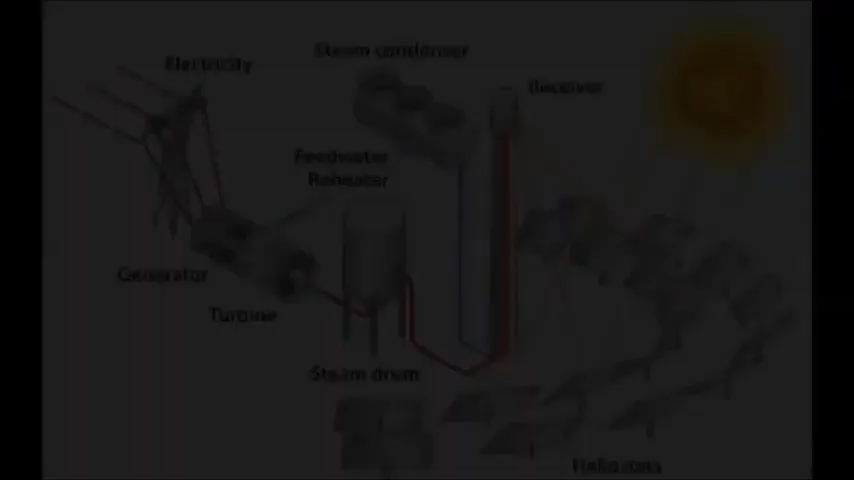 Steam condenser
Electricity
Receiver
Feedwater
Reheater
Generator
Turbine
Steam drum
Heliostats